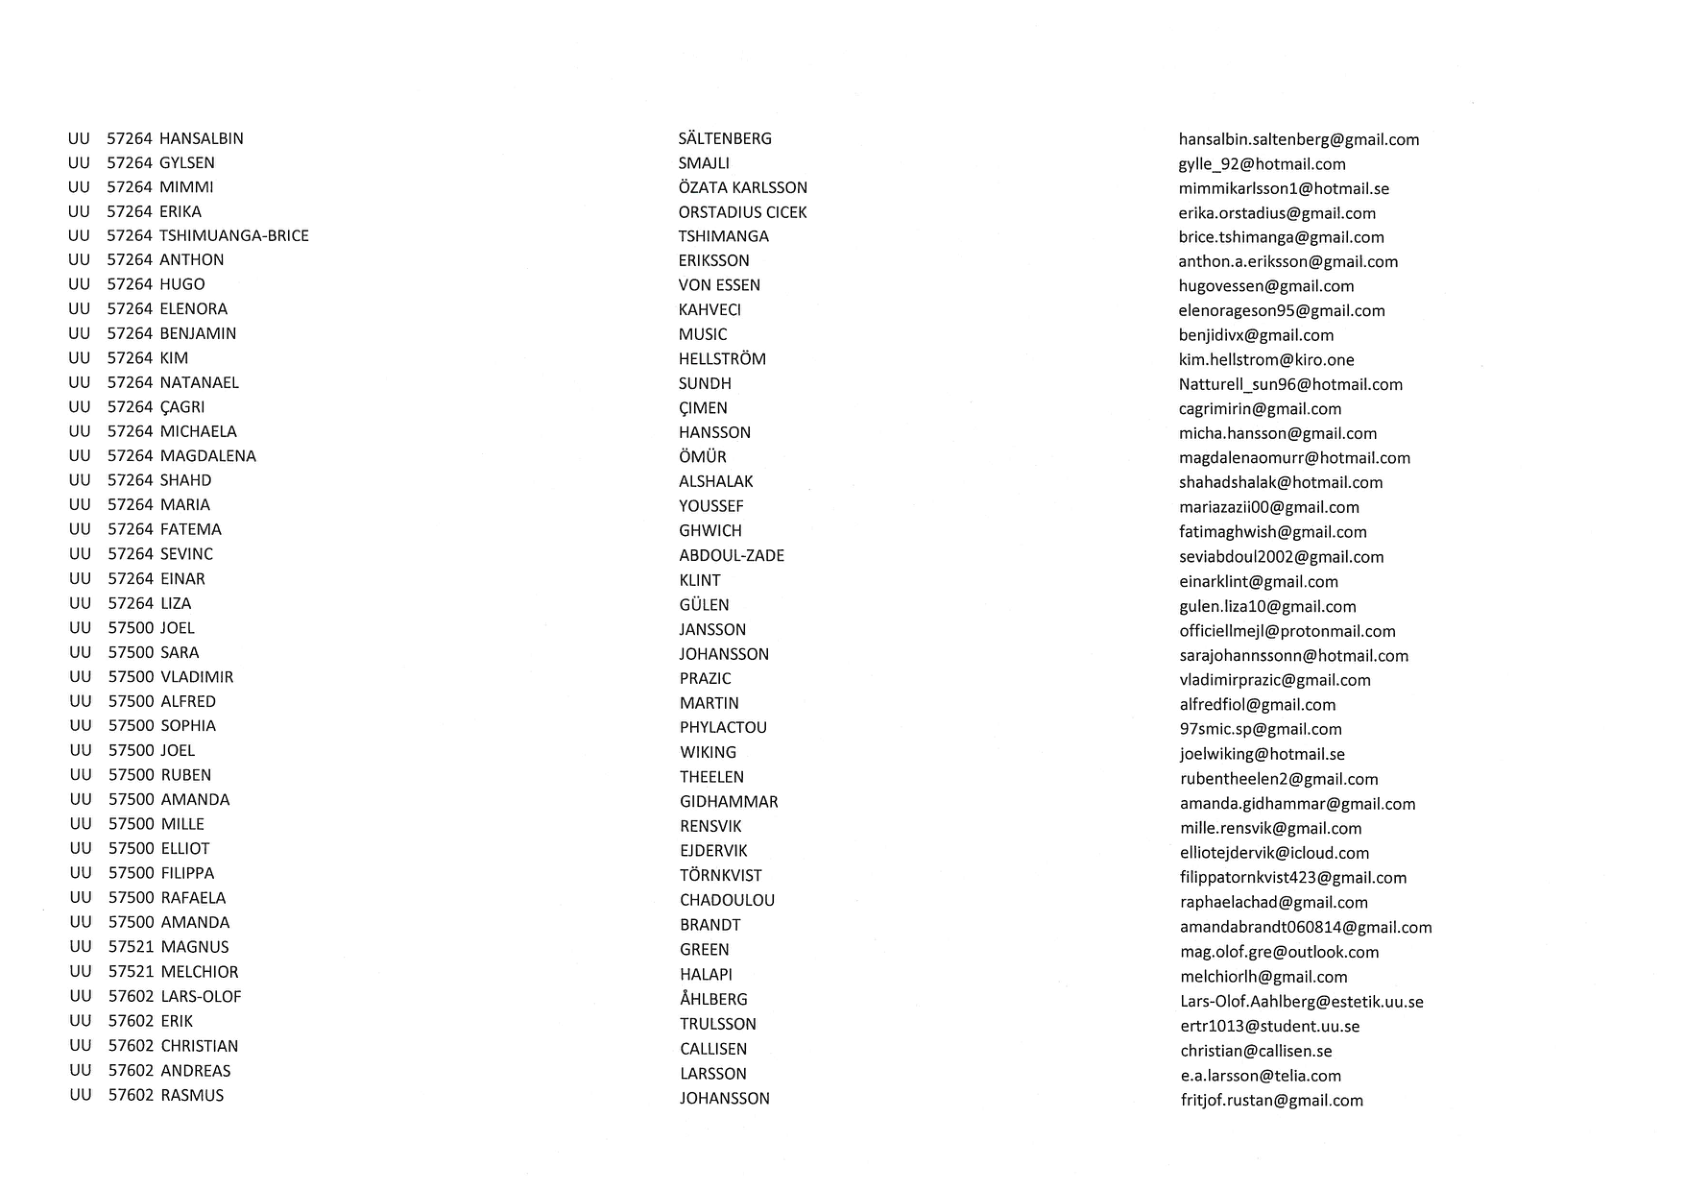 UU 57264 HANSALBIN SÄLTENBERG hansalbin.saltenberg@gmail.com
UU 57264 GYLSEN SMAJLI gylle_92@hotmail.com
UU 57264 MIMMI ÖZATA KARLSSON mimmikarlsson1@hotmail.se
UU 57264 ERIKA ORSTADIUS CICEK erika.orstadius@gmail.com
UU 57264 TSHIMUANGA-BRICE TSHIMANGA brice.tshimanga@gmail.com
UU 57264 ANTHON ERIKSSON anthon.a.eriksson@gmail.com
UU 57264 HUGO VON ESSEN hugovessen@gmail.com
UU 57264 ELENORA KAHVECI elenorageson95@gmail.com
UU 57264 BENJAMIN MUSIC benjidivx@gmail.com
UU 57264 KIM HELLSTRÖM kim.hellstrom@kiro.one
UU 57264 NATANAEL SUNDH Natturell_sun96@hotmail.com
UU 57264 ÇAGRI ÇIMEN cagrimirin@gmail.com
UU 57264 MICHAELA HANSSON micha.hansson@gmail.com
UU 57264 MAGDALENA ÖMÜR magdalenaomurr@hotmail.com
UU 57264 SHAHD ALSHALAK shahadshalak@hotmail.com
UU 57264 MARIA YOUSSEF mariazazii00@gmail.com
UU 57264 FATEMA GHWICH fatimaghwish@gmail.com
UU 57264 SEVINC ABDOUL-ZADE seviabdoul2002@gmail.com
UU 57264 EINAR KLINT einarklint@gmail.com
UU 57264 LIZA GÜLEN gulen.liza10@gmail.com
UU 57500 JOEL JANSSON officiellmejl@protonmail.com
UU 57500 SARA JOHANSSON sarajohannssonn@hotmail.com
UU 57500 VLADIMIR PRAZIC vladimirprazic@gmail.com
UU 57500 ALFRED MARTIN alfredfiol@gmail.com
UU 57500 SOPHIA PHYLACTOU 97smic.sp@gmail.com
UU 57500 JOEL WIKING joelwiking@hotmail.se
UU 57500 RUBEN THEELEN rubentheelen2@gmail.com
UU 57500 AMANDA GIDHAMMAR amanda.gidhammar@gmail.com
UU 57500 MILLE RENSVIK mille.rensvik@gmail.com
UU 57500 ELLIOT EJDERVIK elliotejdervik@icloud.com
UU 57500 FILIPPA TÖRNKVIST filippatornkvist423@gmail.com
UU 57500 RAFAELA CHADOULOU raphaelachad@gmail.com
UU 57500 AMANDA BRANDT amandabrandt060814@gmail.com
UU 57521 MAGNUS GREEN mag.olof.gre@outlook.com
UU 57521 MELCHIOR HALAPI melchiorlh@gmail.com
UU 57602 LARS-OLOF ÅHLBERG Lars-Olof.Aahlberg@estetik.uu.se
UU 57602 ERIK TRULSSON ertr1013@student.uu.se
UU 57602 CHRISTIAN CALLISEN christian@callisen.se
UU 57602 ANDREAS LARSSON e.a.larsson@telia.com
UU 57602 RASMUS JOHANSSON fritjof.rustan@gmail.com